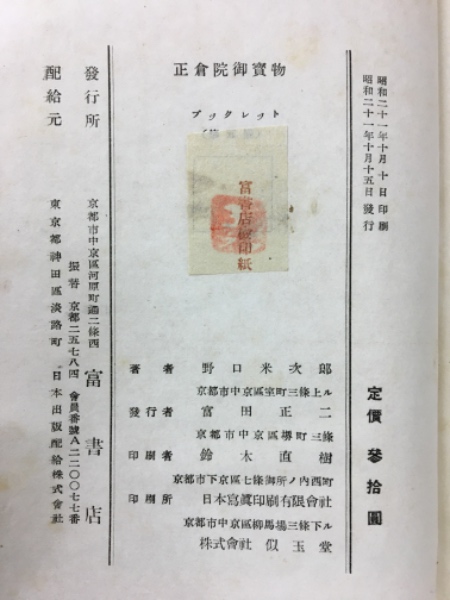 昭和二十一年十月十日印刷
昭和二十一年十月十五日發行
定價 參拾圓
正倉院御寶物
ブックレット
富書店檢印紙
著者 野口米次郎
京都市中京區室町三條上ル
發行者 富田正二
京都市中京區堺町三條
印刷者 鈴木直樹
京都市下京區七條御所ノ内西町
印刷所 日本寫眞印刷有限會社
京都市中京區柳馬場三條下ル
株式會社 似玉堂
發行所 京都市中京區河原町通二條西 富書店
振替 京都二五七八四 會員番號A二二〇〇七七番
配給元 東京都神田區淡路町 日本出版配給株式會社